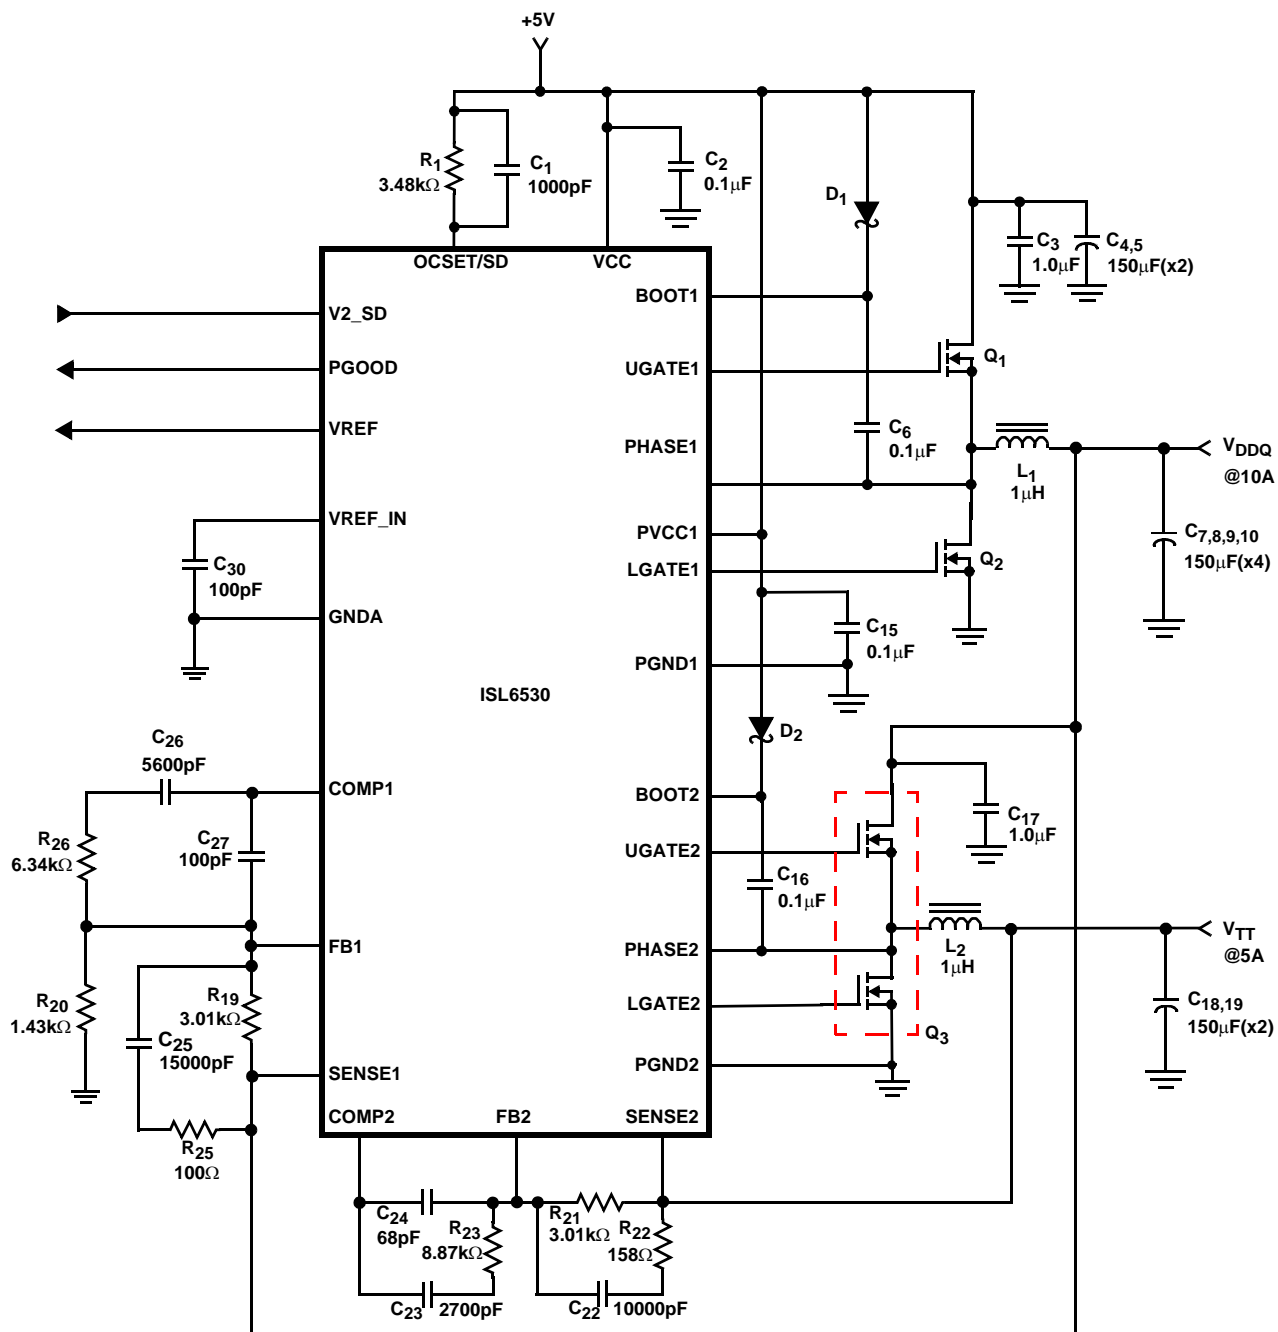 +5V
R1
3.48kΩ
C1
1000pF
C2
0.1µF
D1
C3
1.0µF
C4,5
150µF(x2)
OCSET/SD
VCC
BOOT1
V2_SD
PGOOD
UGATE1
Q1
VREF
PHASE1
C6
0.1µF
L1
1µH
VDDQ
@10A
VREF_IN
PVCC1
C7,8,9,10
150µF(x4)
C30
100pF
LGATE1
Q2
GNDA
C15
0.1µF
PGND1
ISL6530
D2
C26
5600pF
COMP1
BOOT2
R26
6.34kΩ
C27
100pF
C17
1.0µF
UGATE2
C16
0.1µF
FB1
PHASE2
L2
1µH
VTT
@5A
R20
1.43kΩ
R19
3.01kΩ
C25
15000pF
LGATE2
Q3
C18,19
150µF(x2)
SENSE1
PGND2
COMP2
FB2
SENSE2
R25
100Ω
C24
68pF
R23
8.87kΩ
R21
3.01kΩ
R22
158Ω
C23
2700pF
C22
10000pF